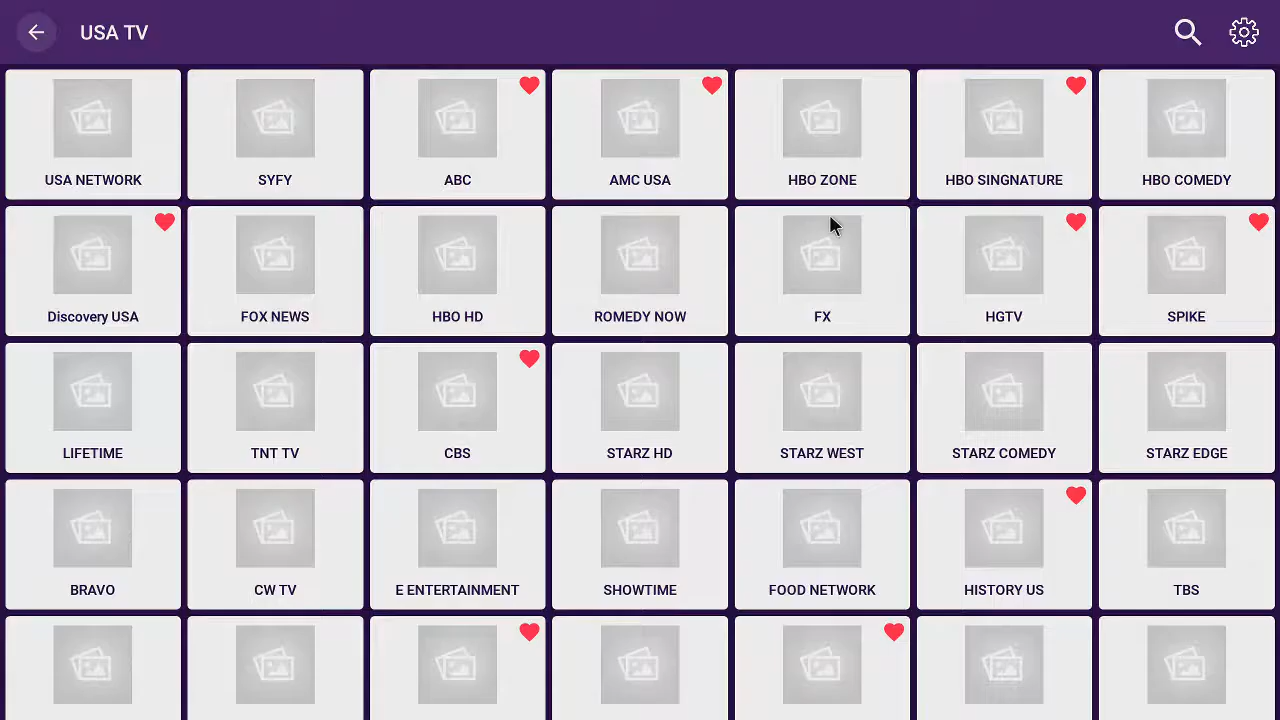 USA TV
USA NETWORK
SYFY
ABC
AMC USA
HBO ZONE
HBO SINGNATURE
HBO COMEDY
Discovery USA
FOX NEWS
HBO HD
ROMEDY NOW
FX
HGTV
SPIKE
LIFETIME
TNT TV
CBS
STARZ HD
STARZ WEST
STARZ COMEDY
STARZ EDGE
BRAVO
CW TV
E ENTERTAINMENT
SHOWTIME
FOOD NETWORK
HISTORY US
TBS